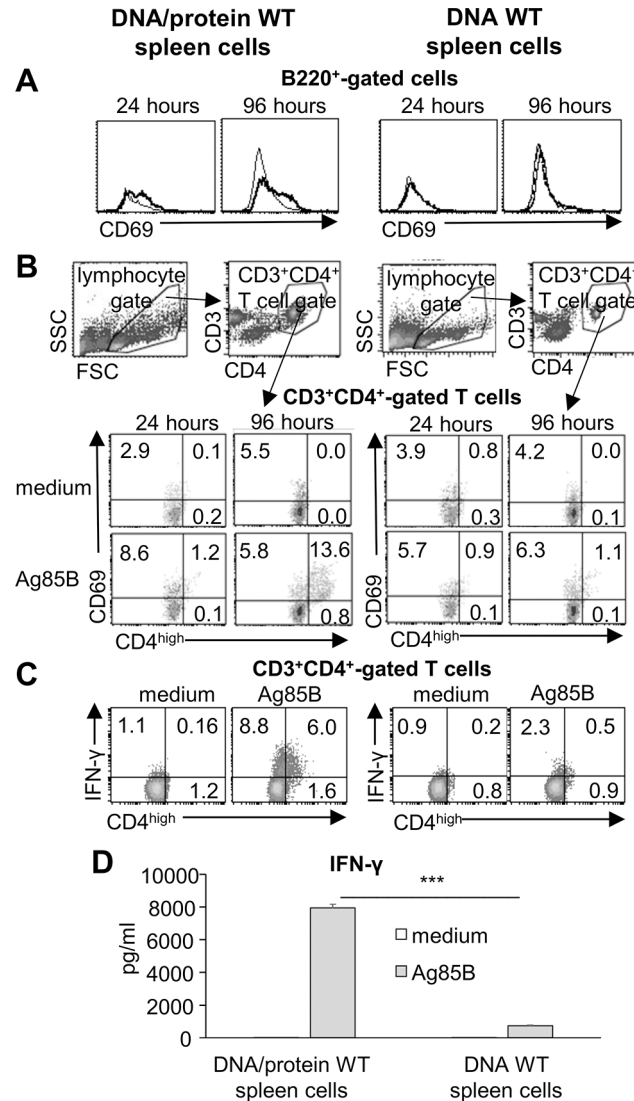 DNA/protein WT
spleen cells
DNA WT
spleen cells
A
B220⁺-gated cells
24 hours
96 hours
24 hours
96 hours
CD69
CD69
B
lymphocyte
gate
SSC
FSC
CD3⁺CD4⁺
T cell gate
CD3
CD4
lymphocyte
gate
SSC
FSC
CD3⁺CD4⁺
T cell gate
CD3
CD4
CD3⁺CD4⁺-gated T cells
24 hours
96 hours
24 hours
96 hours
medium
2.9
0.1
0.2
5.5
0.0
0.0
3.9
0.8
0.3
4.2
0.0
0.1
Ag85B
8.6
1.2
0.1
5.8
13.6
0.8
5.7
0.9
0.1
6.3
1.1
0.1
CD69
CD4ʰⁱᵍʰ
CD69
CD4ʰⁱᵍʰ
C
CD3⁺CD4⁺-gated T cells
medium
Ag85B
medium
Ag85B
1.1
0.16
1.2
8.8
6.0
1.6
0.9
0.2
0.8
2.3
0.5
0.9
IFN-γ
CD4ʰⁱᵍʰ
IFN-γ
CD4ʰⁱᵍʰ
D
IFN-γ
***
pg/ml
10000
8000
6000
4000
2000
0
medium
Ag85B
DNA/protein WT
spleen cells
DNA WT
spleen cells